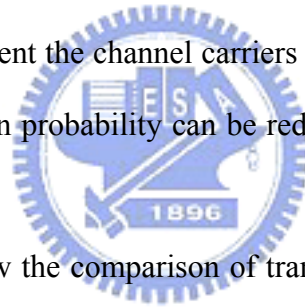 ent the channel carriers
n probability can be red
E S
1896
w the comparison of tran